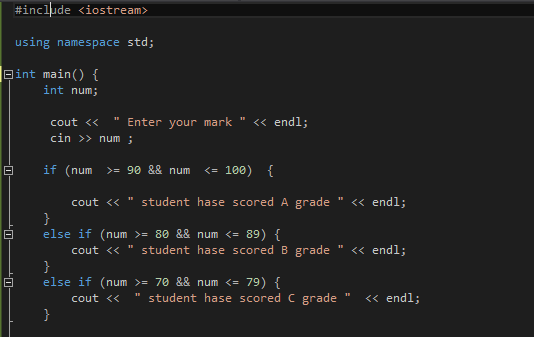 #include <iostream>
using namespace std;
int main() {
int num;
cout << " Enter your mark " << endl;
cin >> num ;
if (num >= 90 && num <= 100) {
cout << " student hase scored A grade " << endl;
}
else if (num >= 80 && num <= 89) {
cout << " student hase scored B grade " << endl;
}
else if (num >= 70 && num <= 79) {
cout << " student hase scored C grade " << endl;
}